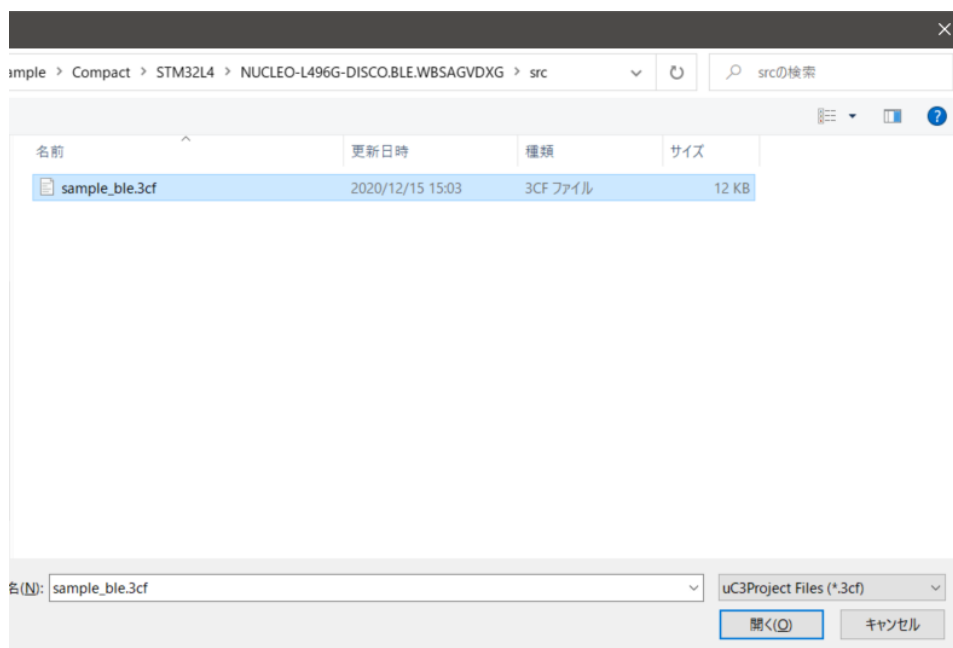 ample > Compact > STM32L4 > NUCLEO-L496G-DISCO.BLE.WBSAGVDXG > src srcの検索
名前 更新日時 種類 サイズ
sample_ble.3cf 2020/12/15 15:03 3CF ファイル 12 KB
名(N): sample_ble.3cf uC3Project Files (*.3cf)
開く(O) キャンセル